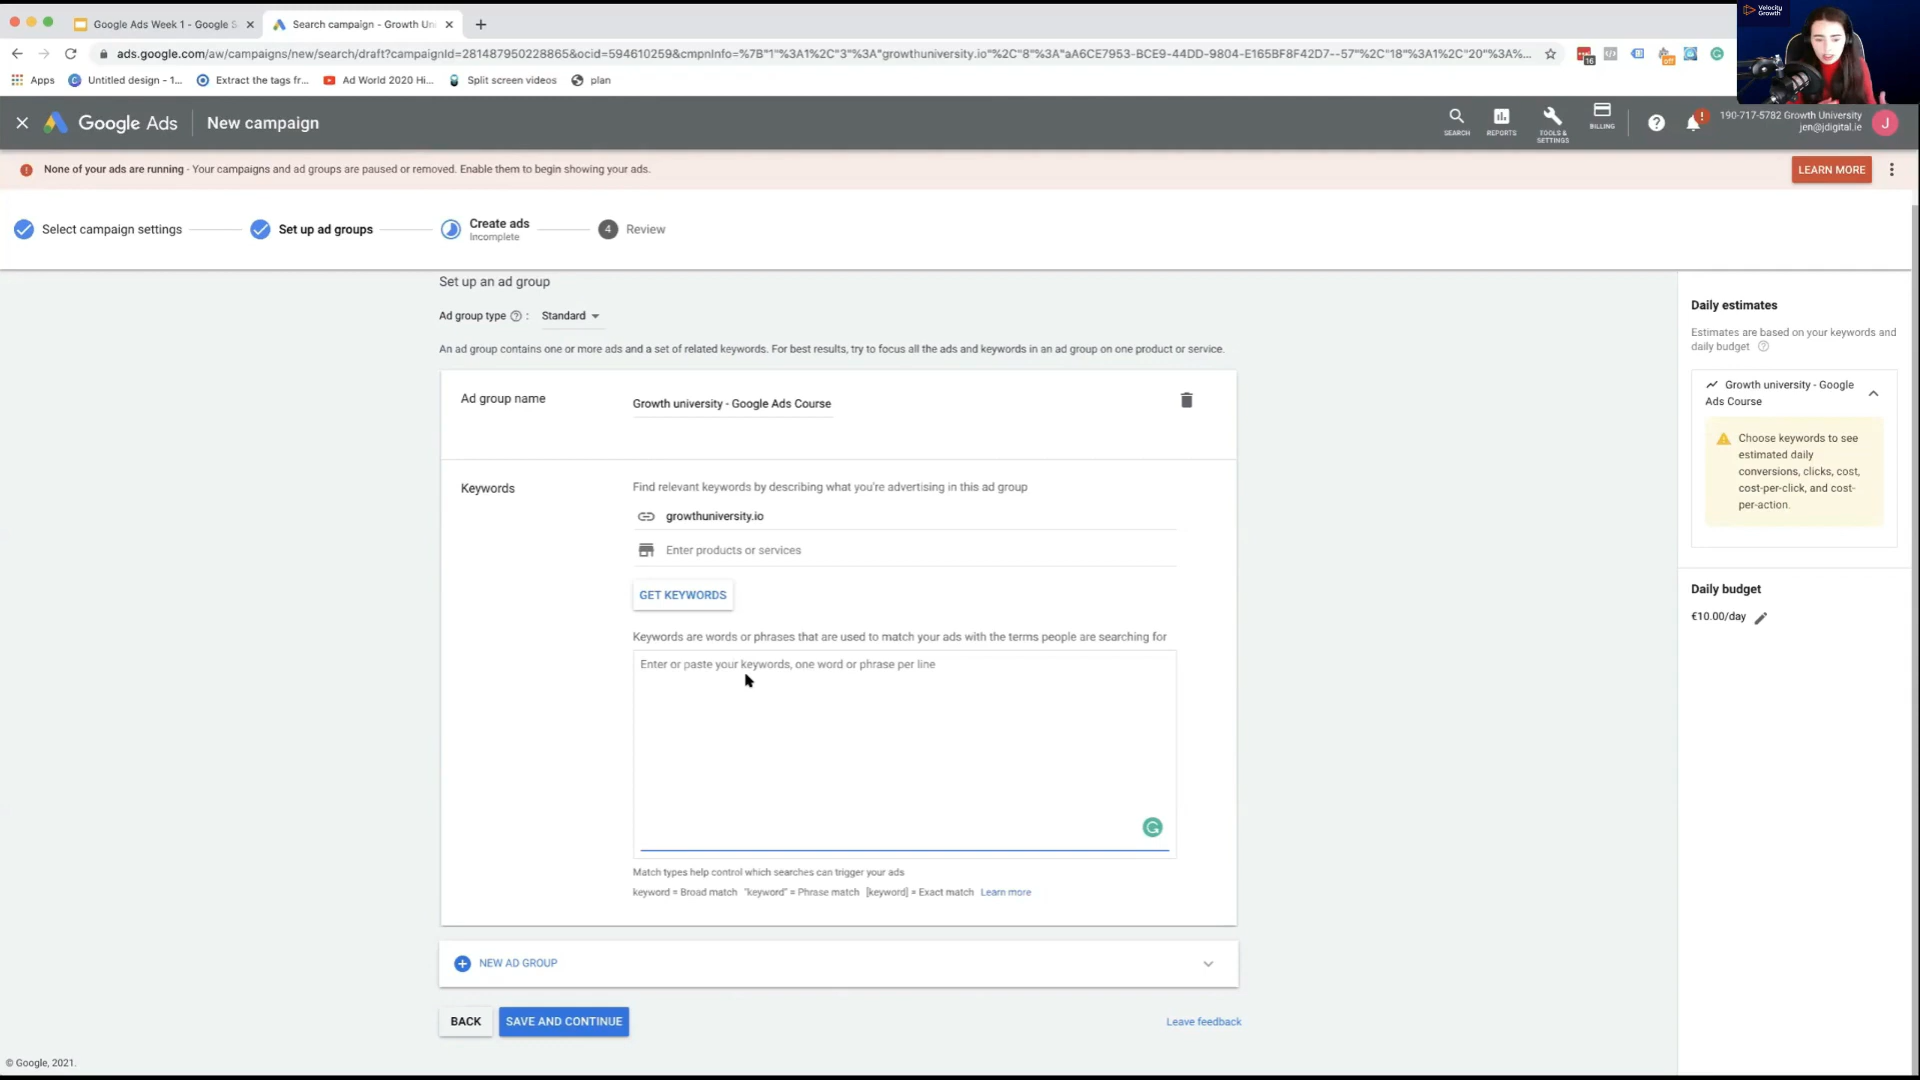 Google Ads Week 1 - Google S
Search campaign - Growth Un
Velocity
Growth
ads.google.com/aw/campaigns/new/search/draft?campaignId=281487950228865&ocid=594610259&cmpnInfo=%7B"1"%3A1%2C"3"%3A"growthuniversity.io"%2C"8"%3A"aA6CE7953-BCE9-44DD-9804-E165BF8F42D7--57"%2C"18"%3A1%2C"20"%3A%...
16
off
Apps
Untitled design - 1...
Extract the tags fr...
Ad World 2020 Hi...
Split screen videos
plan
Google Ads
New campaign
SEARCH
REPORTS
TOOLS &
SETTINGS
BILLING
190-717-5782 Growth University
jen@jdigital.ie
J
None of your ads are running - Your campaigns and ad groups are paused or removed. Enable them to begin showing your ads.
LEARN MORE
Select campaign settings
Set up ad groups
Create ads
Incomplete
4
Review
Set up an ad group
Ad group type ? : Standard
An ad group contains one or more ads and a set of related keywords. For best results, try to focus all the ads and keywords in an ad group on one product or service.
Ad group name
Growth university - Google Ads Course
Keywords
Find relevant keywords by describing what you're advertising in this ad group
growthuniversity.io
Enter products or services
GET KEYWORDS
Keywords are words or phrases that are used to match your ads with the terms people are searching for
Enter or paste your keywords, one word or phrase per line
Match types help control which searches can trigger your ads
keyword = Broad match "keyword" = Phrase match [keyword] = Exact match Learn more
NEW AD GROUP
BACK
SAVE AND CONTINUE
Leave feedback
Daily estimates
Estimates are based on your keywords and
daily budget
Growth university - Google
Ads Course
Choose keywords to see
estimated daily
conversions, clicks, cost,
cost-per-click, and cost-
per-action.
Daily budget
€10.00/day
© Google, 2021.